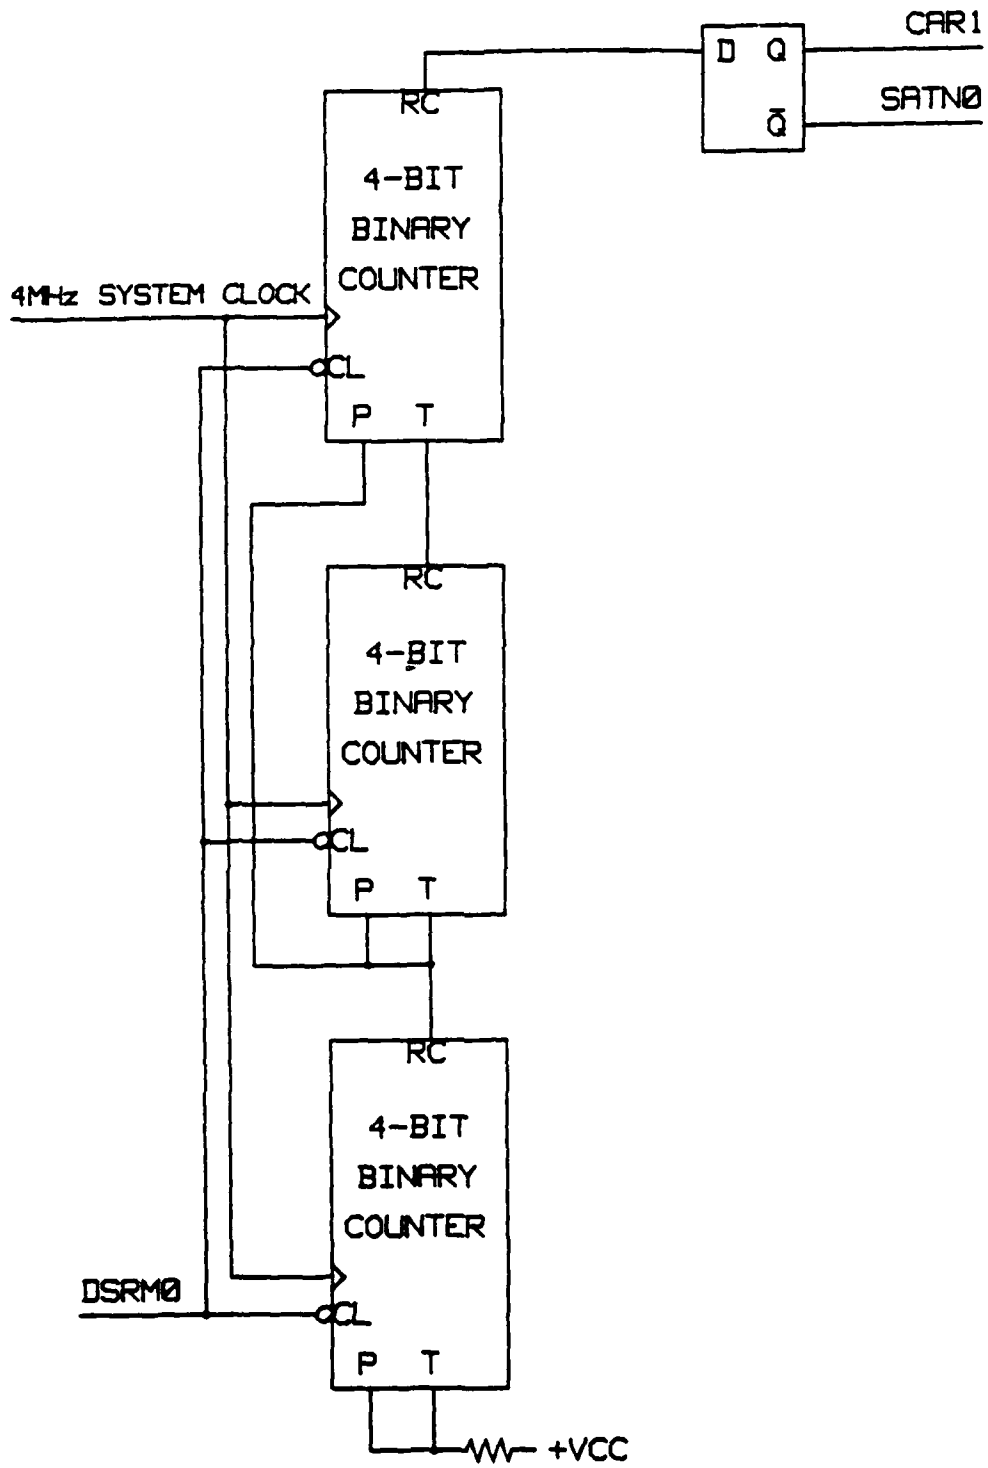 CAR1
D Q
SATN0
Q̅
RC
4-BIT
BINARY
COUNTER
4MHz SYSTEM CLOCK
CL
P T
RC
4-BIT
BINARY
COUNTER
CL
P T
RC
4-BIT
BINARY
COUNTER
DSRM0
CL
P T
+VCC